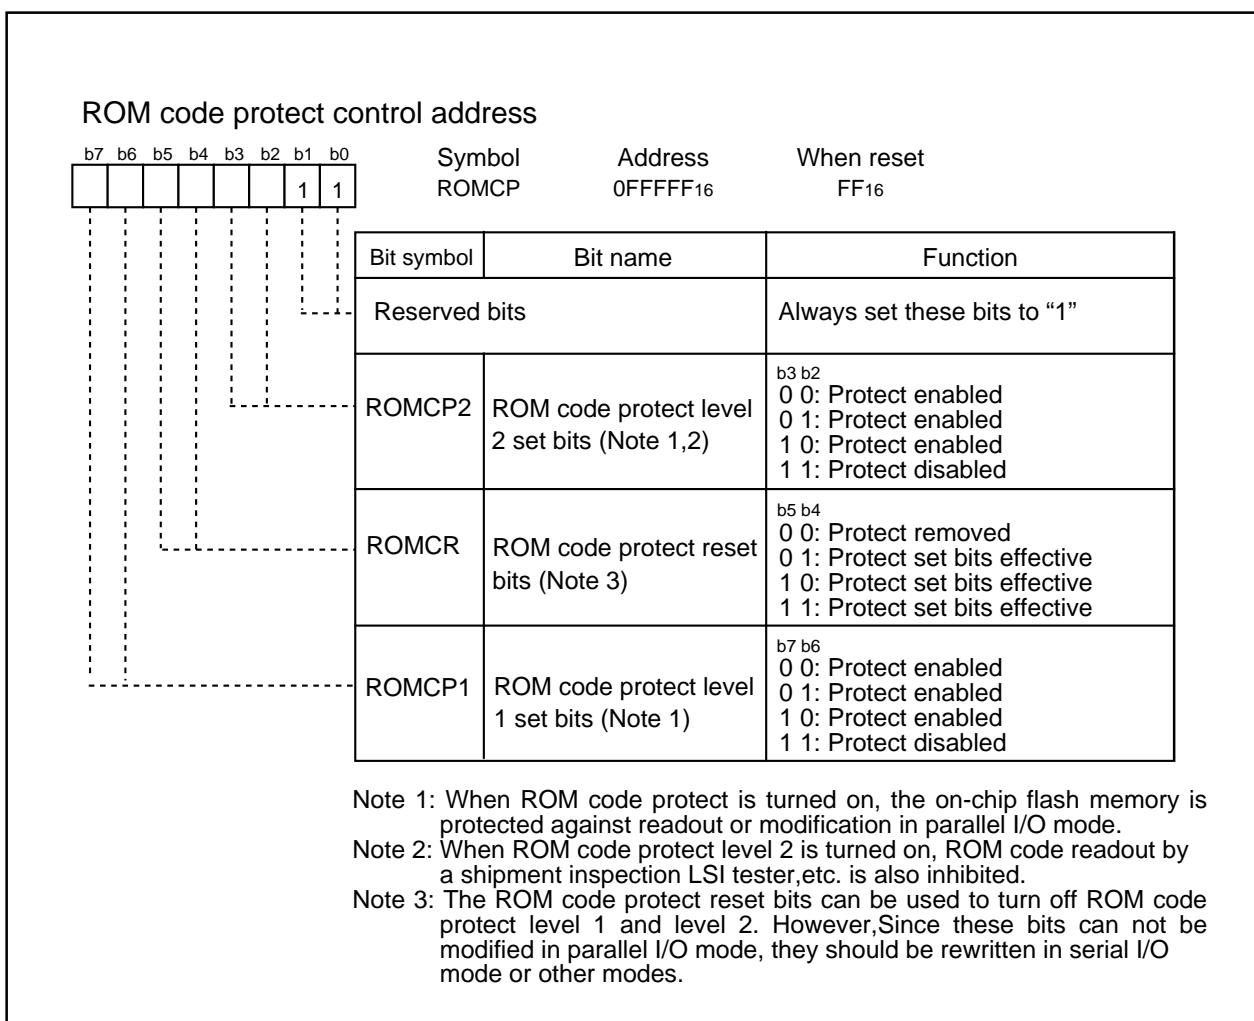 ROM code protect control address
b7 b6 b5 b4 b3 b2 b1 b0
Symbol Address When reset
1 1
ROMCP 0FFFFF16 FF16
Bit symbol Bit name Function
Reserved bits Always set these bits to “1”
b3 b2
0 0: Protect enabled
ROMCP2 ROM code protect level 0 1: Protect enabled
2 set bits (Note 1,2) 1 0: Protect enabled
1 1: Protect disabled
b5 b4
0 0: Protect removed
ROMCR ROM code protect reset 0 1: Protect set bits effective
bits (Note 3) 1 0: Protect set bits effective
1 1: Protect set bits effective
b7 b6
0 0: Protect enabled
ROMCP1 ROM code protect level 0 1: Protect enabled
1 set bits (Note 1) 1 0: Protect enabled
1 1: Protect disabled
Note 1: When ROM code protect is turned on, the on-chip flash memory is
protected against readout or modification in parallel I/O mode.
Note 2: When ROM code protect level 2 is turned on, ROM code readout by
a shipment inspection LSI tester,etc. is also inhibited.
Note 3: The ROM code protect reset bits can be used to turn off ROM code
protect level 1 and level 2. However,Since these bits can not be
modified in parallel I/O mode, they should be rewritten in serial I/O
mode or other modes.